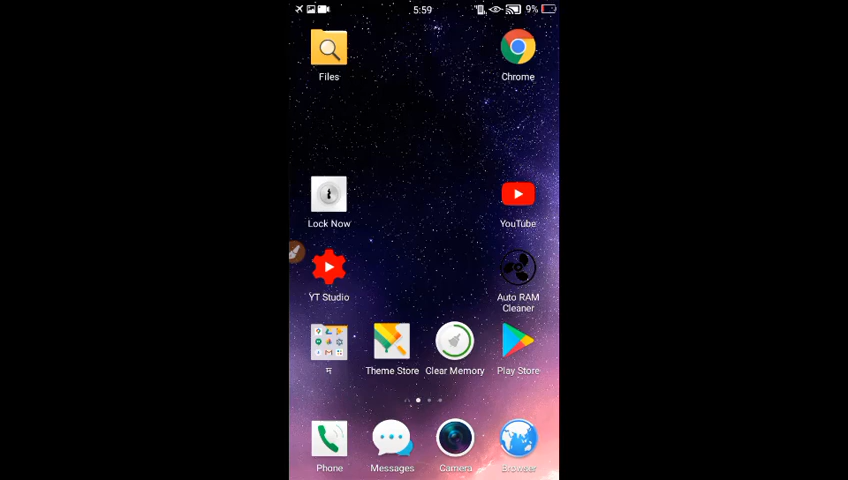 5:59
9%
Files
Chrome
Lock Now
YouTube
YT Studio
Auto RAM
Cleaner
म
Theme Store
Clear Memory
Play Store
Phone
Messages
Camera
Browser